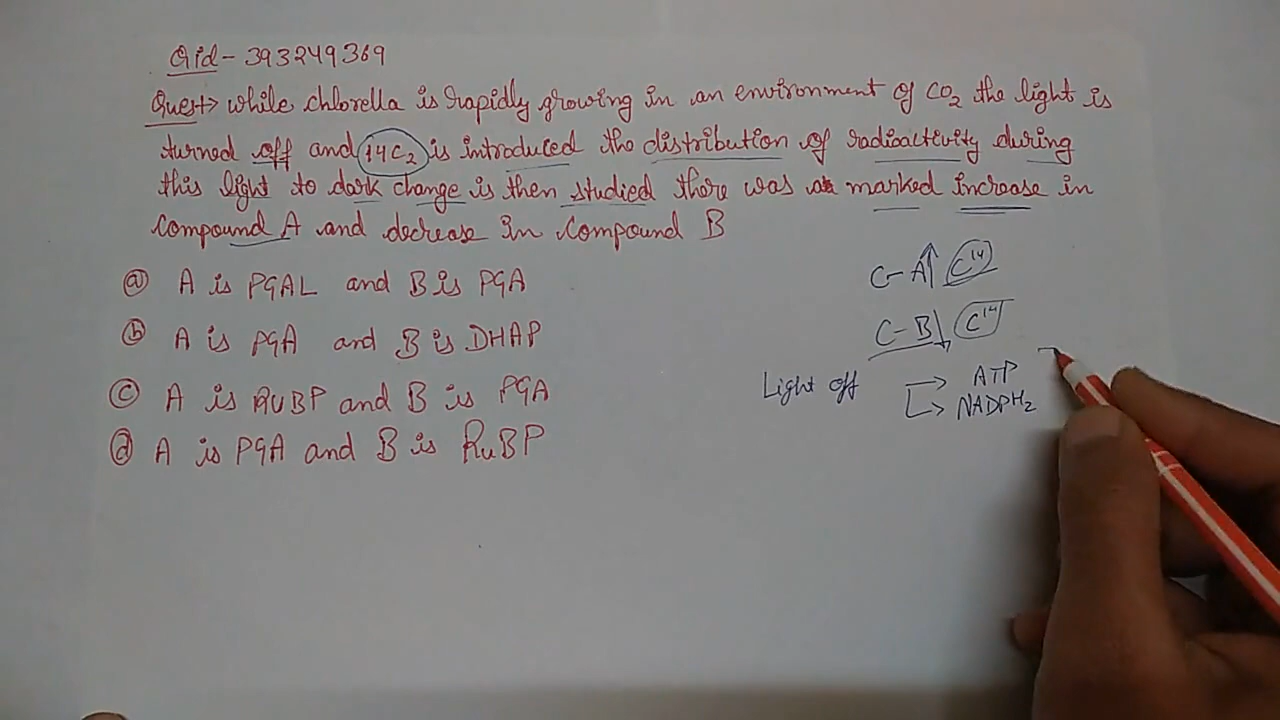 Qid - 393249369
Quest> while chlorella is rapidly growing in an environment of CO2 the light is
turned off and 14C2 is introduced the distribution of radioactivity during
this light to dark change is then studied there was a marked increase in
compound A and decrease in compound B
C-A↑ C14
ⓐ A is PGAL and B is PGA
C-B↓ C14
ⓑ A is PGA and B is DHAP
Light off → ATP
→ NADPH2
ⓒ A is RUBP and B is PGA
ⓓ A is PGA and B is RuBP